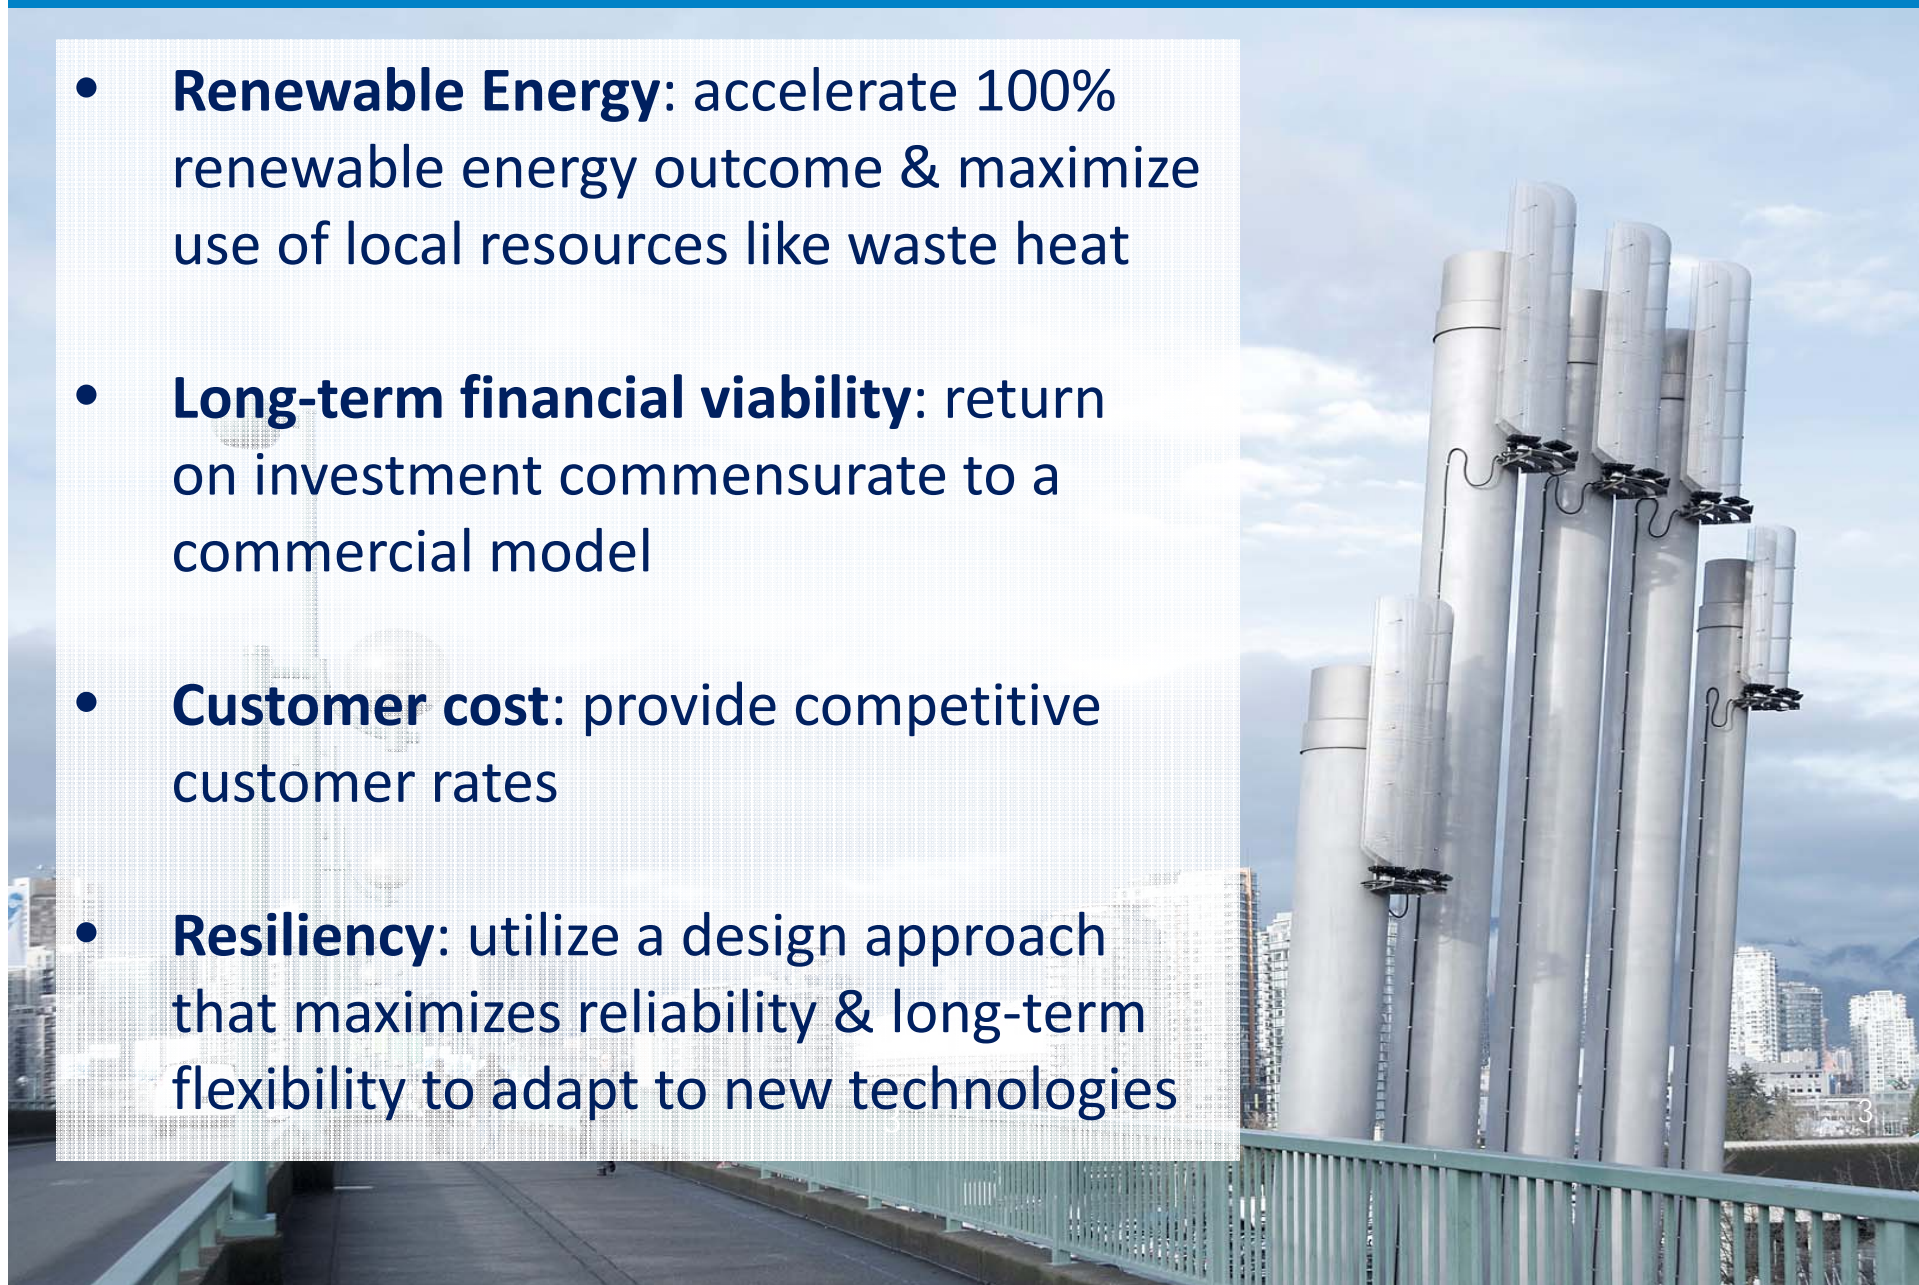 • Renewable Energy: accelerate 100%
renewable energy outcome & maximize
use of local resources like waste heat
• Long-term financial viability: return
on investment commensurate to a
commercial model
• Customer cost: provide competitive
customer rates
• Resiliency: utilize a design approach
that maximizes reliability & long-term
flexibility to adapt to new technologies
3
3